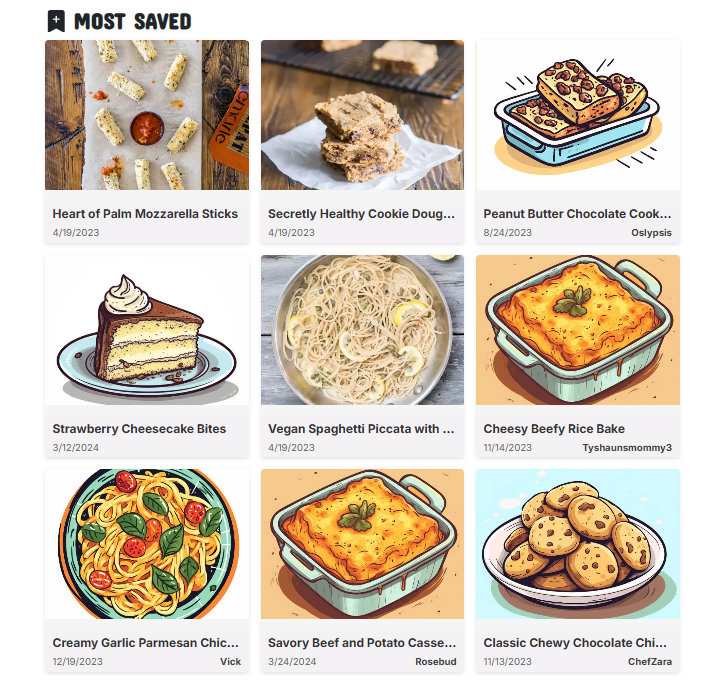 MOST SAVED
Heart of Palm Mozzarella Sticks
4/19/2023
Secretly Healthy Cookie Doug...
4/19/2023
Peanut Butter Chocolate Cook...
8/24/2023 Oslypsis
Strawberry Cheesecake Bites
3/12/2024
Vegan Spaghetti Piccata with ...
4/19/2023
Cheesy Beefy Rice Bake
11/14/2023 Tyshaunsmommy3
Creamy Garlic Parmesan Chic...
12/19/2023 Vick
Savory Beef and Potato Casse...
3/24/2024 Rosebud
Classic Chewy Chocolate Chi...
11/13/2023 ChefZara